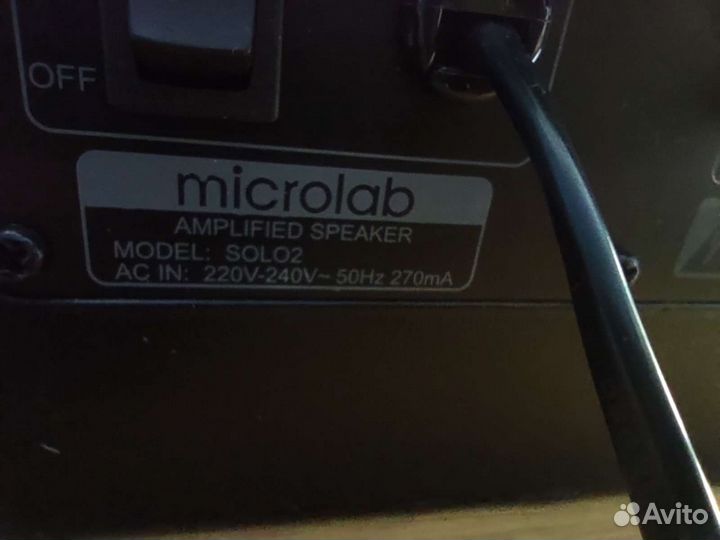 OFF
microlab
AMPLIFIED SPEAKER
MODEL: SOLO2
AC IN: 220V-240V~ 50Hz 270mA
Avito